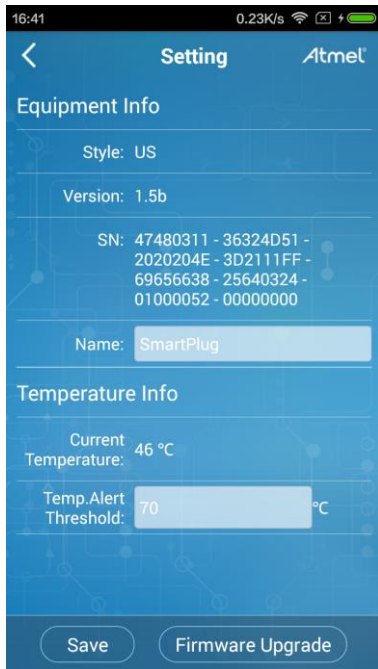 16:41 0.23K/s
Setting Atmel
Equipment Info
Style: US
Version: 1.5b
SN: 47480311 - 36324D51 -
2020204E - 3D2111FF -
69656638 - 25640324 -
01000052 - 00000000
Name: SmartPlug
Temperature Info
Current
Temperature: 46 °C
Temp.Alert
Threshold: 70 °C
Save Firmware Upgrade